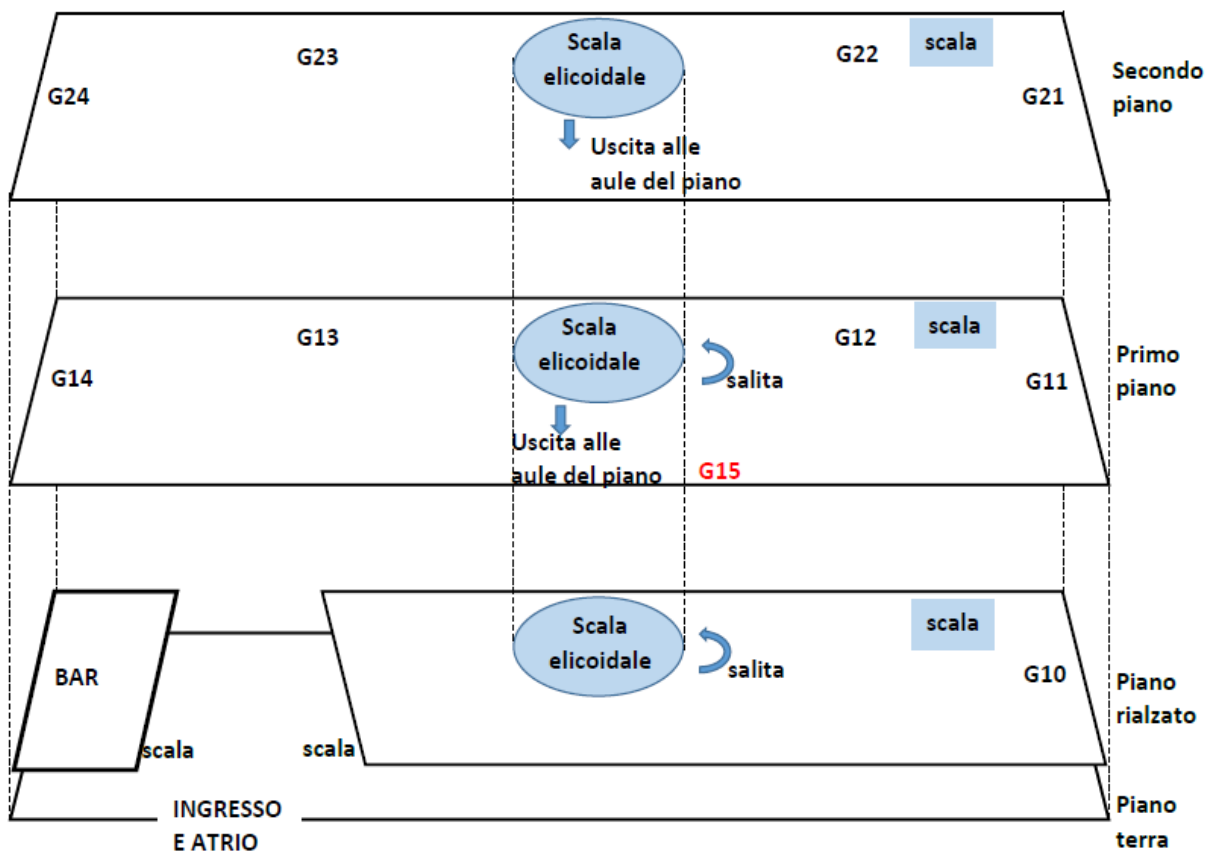 Scala
elicoidale
scala
G23
G22
Secondo
piano
G24
G21
Uscita alle
aule del piano
Scala
elicoidale
scala
G13
G12
Primo
piano
G14
salita
G11
Uscita alle
aule del piano
G15
Scala
elicoidale
scala
BAR
salita
G10
Piano
rialzato
scala
scala
INGRESSO
E ATRIO
Piano
terra